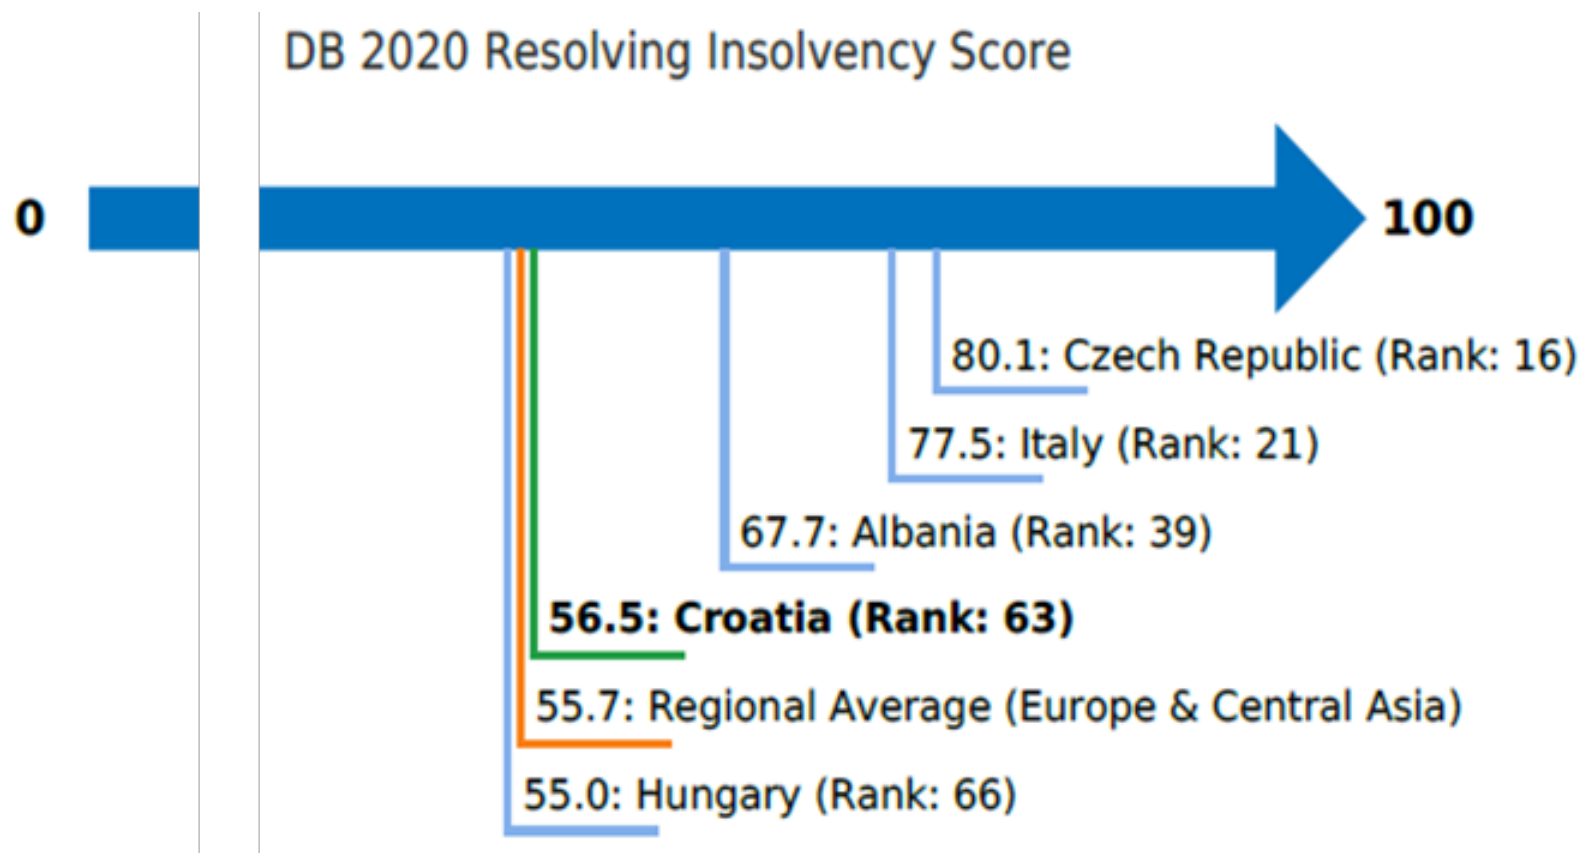 DB 2020 Resolving Insolvency Score
0
100
80.1: Czech Republic (Rank: 16)
77.5: Italy (Rank: 21)
67.7: Albania (Rank: 39)
56.5: Croatia (Rank: 63)
55.7: Regional Average (Europe & Central Asia)
55.0: Hungary (Rank: 66)